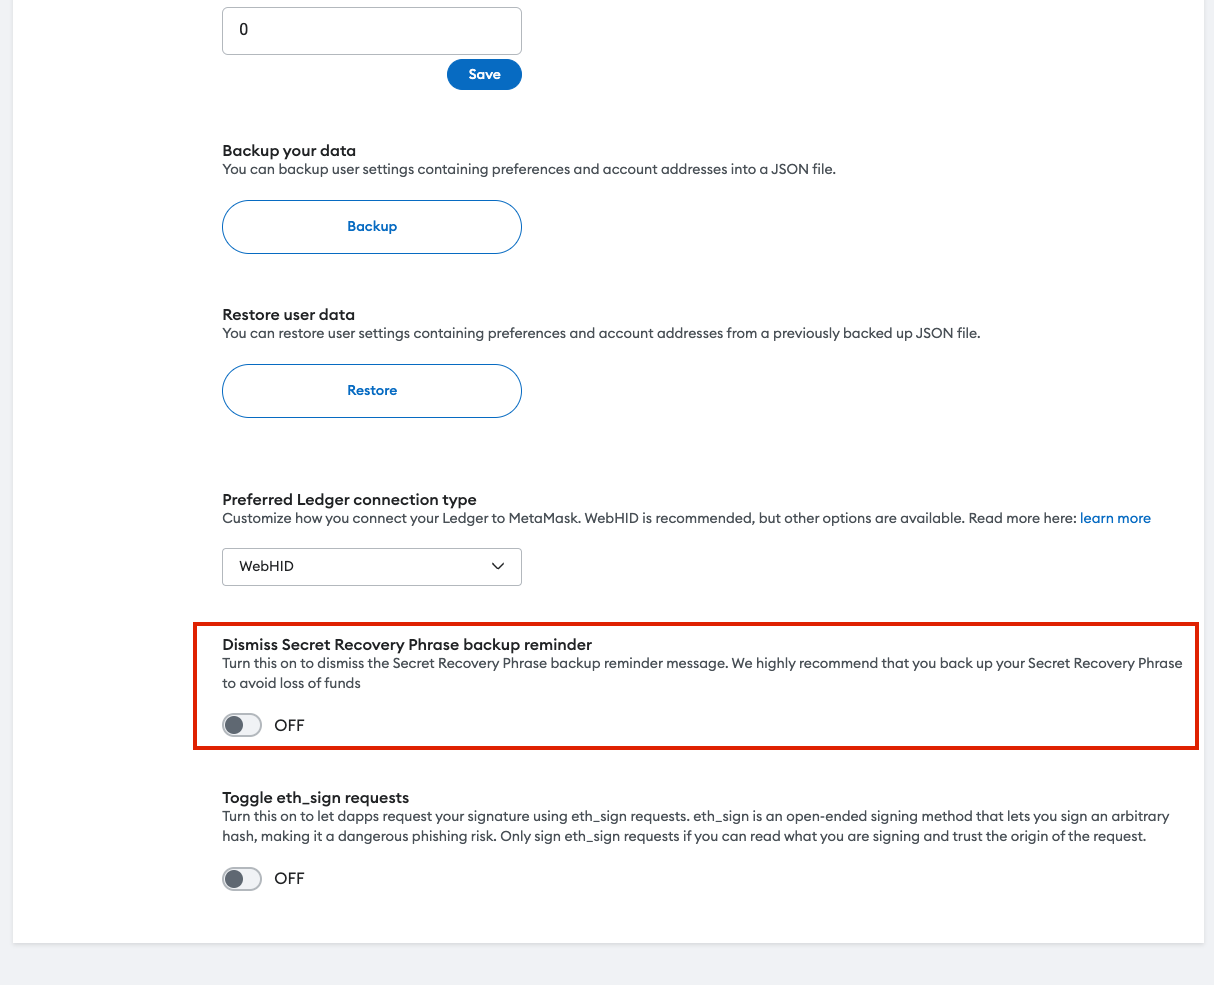 0
Save
Backup your data
You can backup user settings containing preferences and account addresses into a JSON file.
Backup
Restore user data
You can restore user settings containing preferences and account addresses from a previously backed up JSON file.
Restore
Preferred Ledger connection type
Customize how you connect your Ledger to MetaMask. WebHID is recommended, but other options are available. Read more here: learn more
WebHID
Dismiss Secret Recovery Phrase backup reminder
Turn this on to dismiss the Secret Recovery Phrase backup reminder message. We highly recommend that you back up your Secret Recovery Phrase
to avoid loss of funds
OFF
Toggle eth_sign requests
Turn this on to let dapps request your signature using eth_sign requests. eth_sign is an open-ended signing method that lets you sign an arbitrary
hash, making it a dangerous phishing risk. Only sign eth_sign requests if you can read what you are signing and trust the origin of the request.
OFF